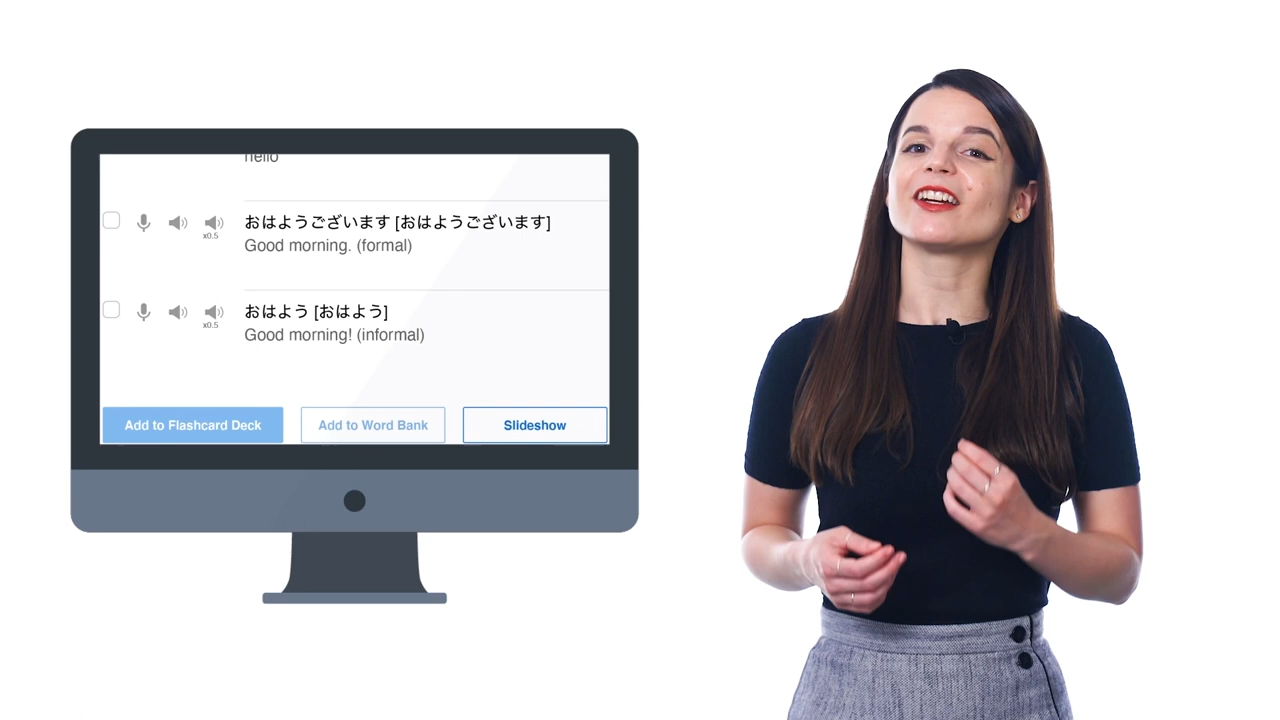 hello
おはようございます [おはようございます]
x0.5
Good morning. (formal)
おはよう [おはよう]
x0.5
Good morning! (informal)
Add to Flashcard Deck
Add to Word Bank
Slideshow